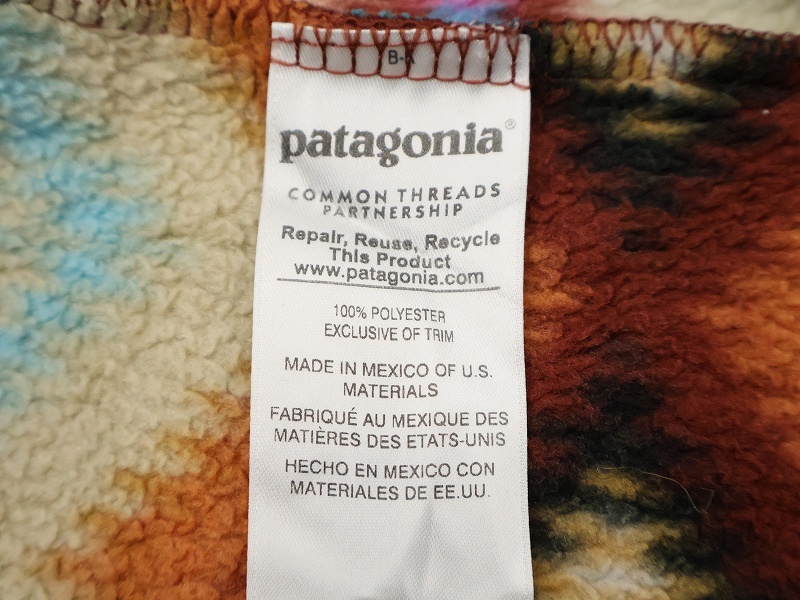 patagonia®
COMMON THREADS
PARTNERSHIP
Repair, Reuse, Recycle
This Product
www.patagonia.com
100% POLYESTER
EXCLUSIVE OF TRIM
MADE IN MEXICO OF U.S.
MATERIALS
FABRIQUÉ AU MEXIQUE DES
MATIÈRES DES ETATS-UNIS
HECHO EN MEXICO CON
MATERIALES DE EE.UU.